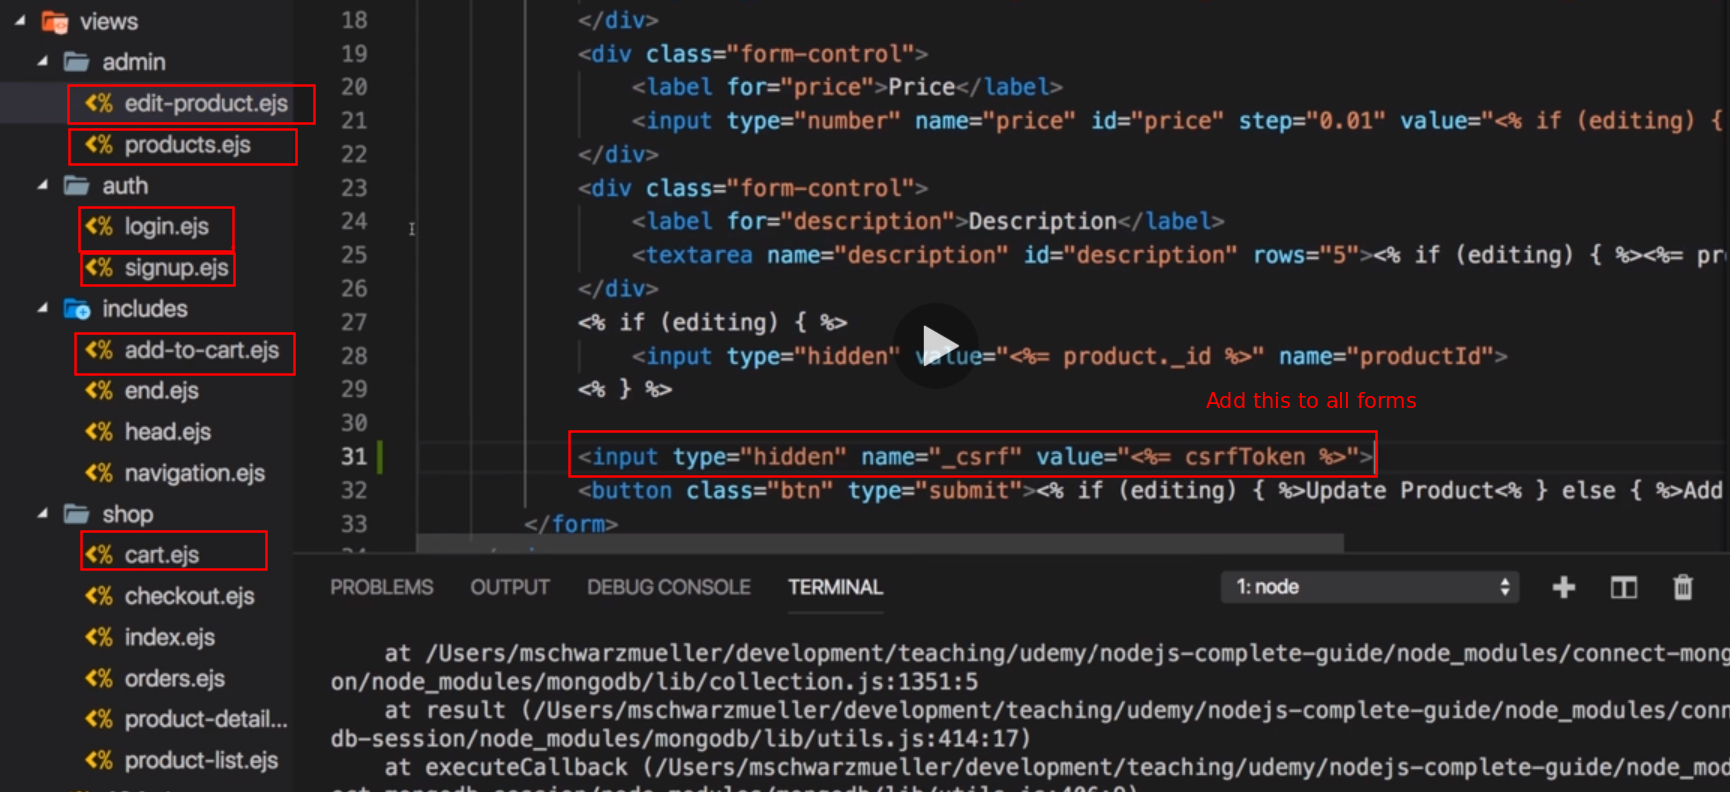 views
admin
edit-product.ejs
products.ejs
auth
login.ejs
signup.ejs
includes
add-to-cart.ejs
end.ejs
head.ejs
navigation.ejs
shop
cart.ejs
checkout.ejs
index.ejs
orders.ejs
product-detail...
product-list.ejs
18 </div>
19 <div class="form-control">
20 <label for="price">Price</label>
21 <input type="number" name="price" id="price" step="0.01" value="<% if (editing) {
22 </div>
23 <div class="form-control">
24 <label for="description">Description</label>
25 <textarea name="description" id="description" rows="5"><% if (editing) { %><%= pr
26 </div>
27 <% if (editing) { %>
28 <input type="hidden" value="<%= product._id %>" name="productId">
29 <% } %>
Add this to all forms
30
31 <input type="hidden" name="_csrf" value="<%= csrfToken %>">
32 <button class="btn" type="submit"><% if (editing) { %>Update Product<% } else { %>Add
33 </form>
PROBLEMS OUTPUT DEBUG CONSOLE TERMINAL 1: node
at /Users/mschwarzmueller/development/teaching/udemy/nodejs-complete-guide/node_modules/connect-mong
on/node_modules/mongodb/lib/collection.js:1351:5
at result (/Users/mschwarzmueller/development/teaching/udemy/nodejs-complete-guide/node_modules/conn
db-session/node_modules/mongodb/lib/utils.js:414:17)
at executeCallback (/Users/mschwarzmueller/development/teaching/udemy/nodejs-complete-guide/node_mod